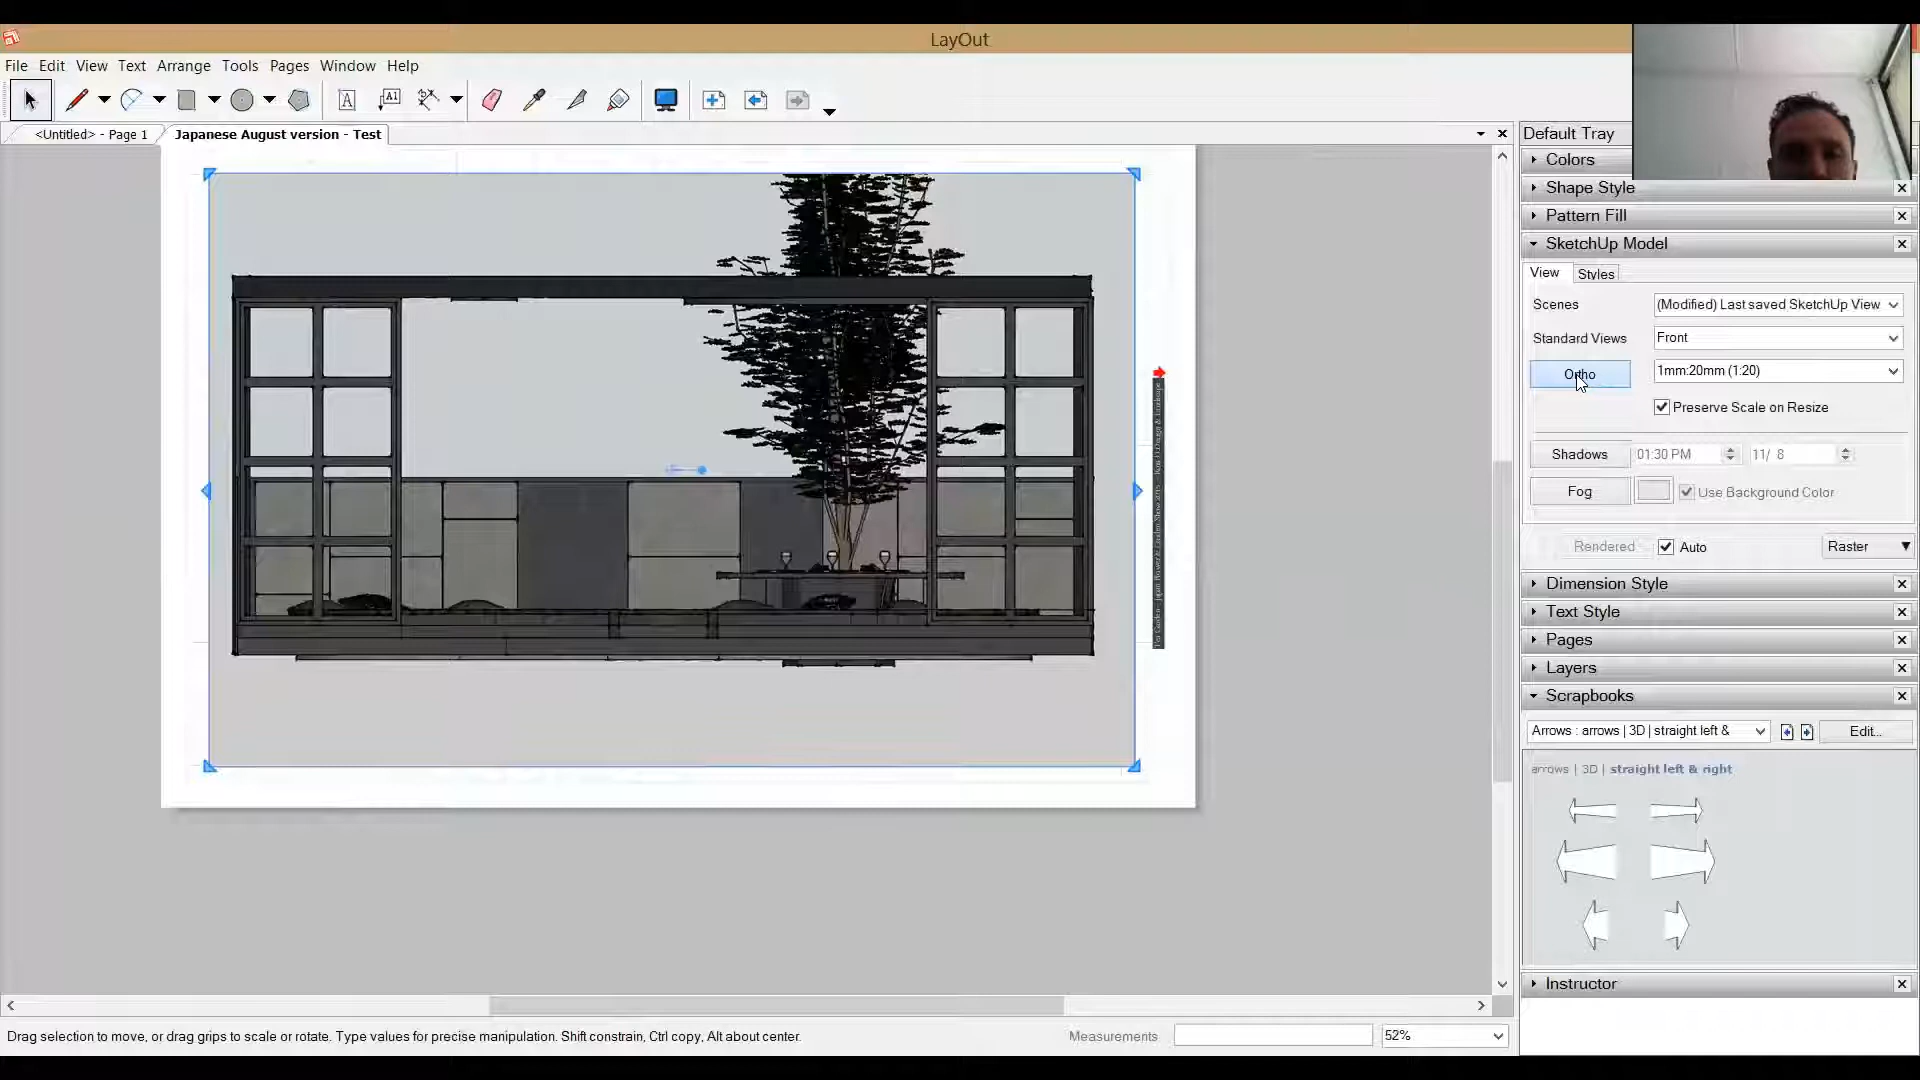 LayOut
File Edit View Text Arrange Tools Pages Window Help
<Untitled> - Page 1
Japanese August version - Test
Default Tray
Colors
Shape Style
Pattern Fill
SketchUp Model
View Styles
Scenes (Modified) Last saved SketchUp View
Standard Views Front
Ortho 1mm:20mm (1:20)
Preserve Scale on Resize
Shadows 01:30 PM 11/ 8
Fog Use Background Color
Rendered Auto Raster
Dimension Style
Text Style
Pages
Layers
Scrapbooks
Arrows : arrows | 3D | straight left & Edit...
arrows | 3D | straight left & right
Instructor
Drag selection to move, or drag grips to scale or rotate. Type values for precise manipulation. Shift constrain, Ctrl copy, Alt about center.
Measurements 52%